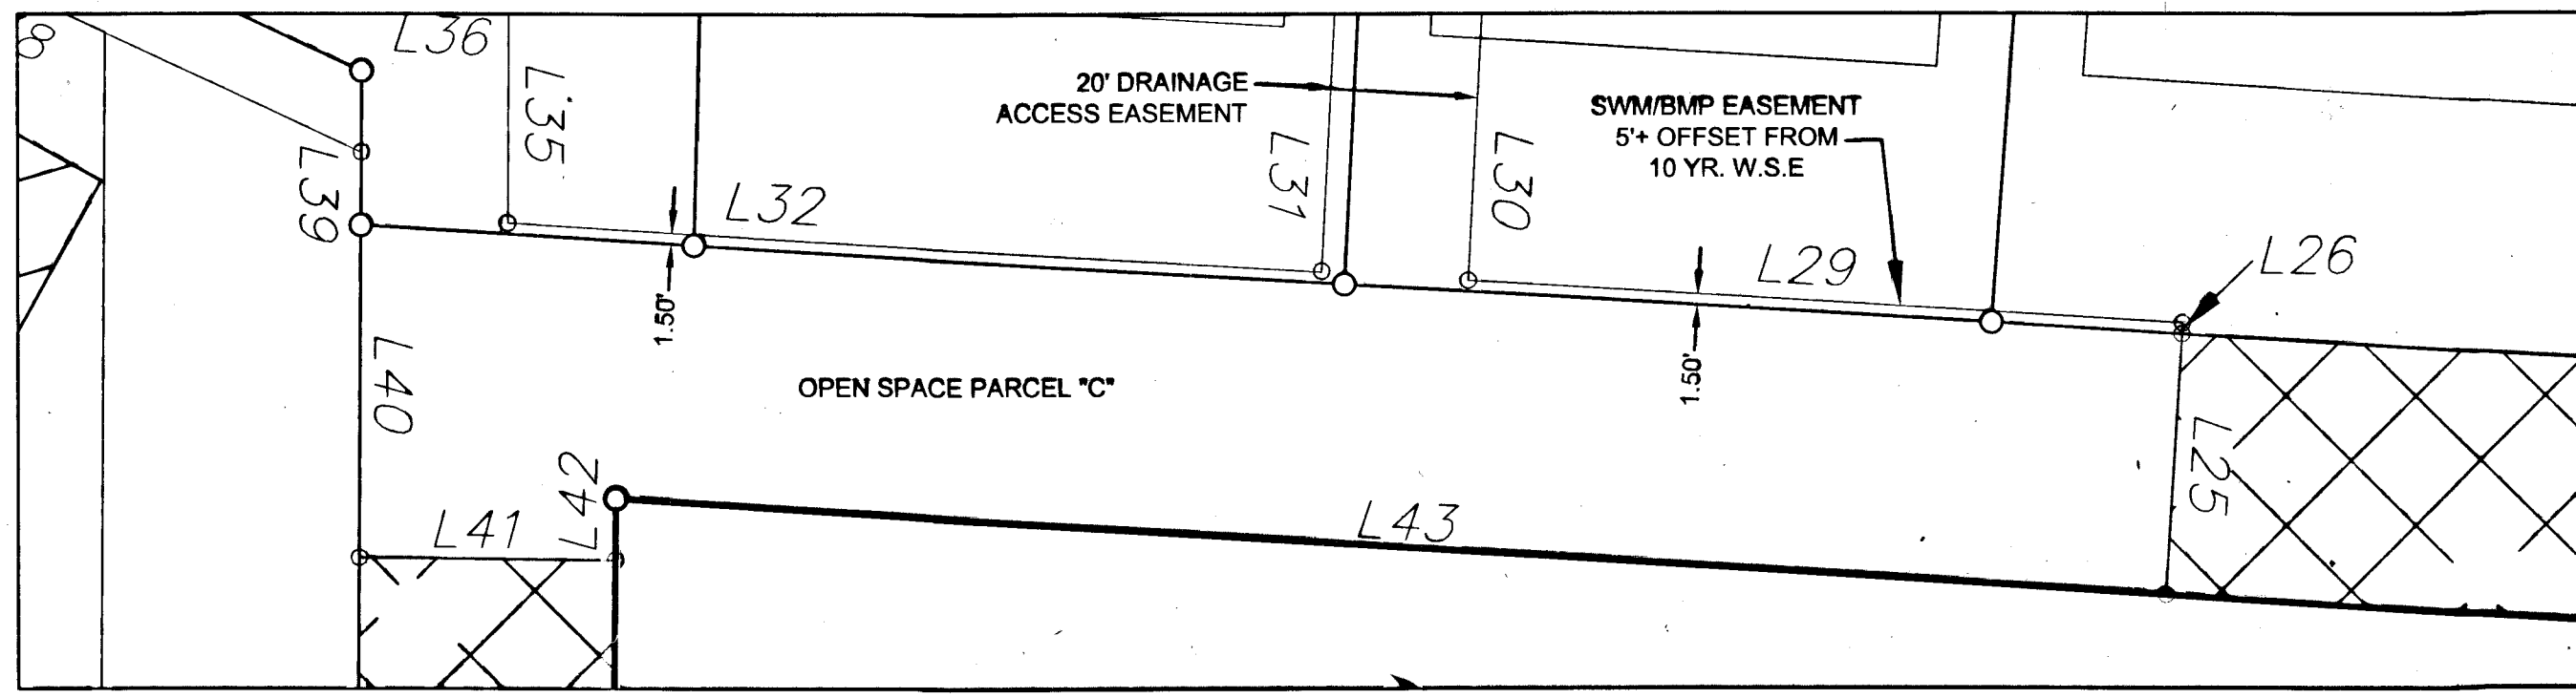 8
L36
L35
20' DRAINAGE
ACCESS EASEMENT
SWM/BMP EASEMENT
5'+ OFFSET FROM
10 YR. W.S.E
L39
L32
L31
L30
L29
L26
1.50'
1.50'
L40
OPEN SPACE PARCEL "C"
L25
L42
L41
L43